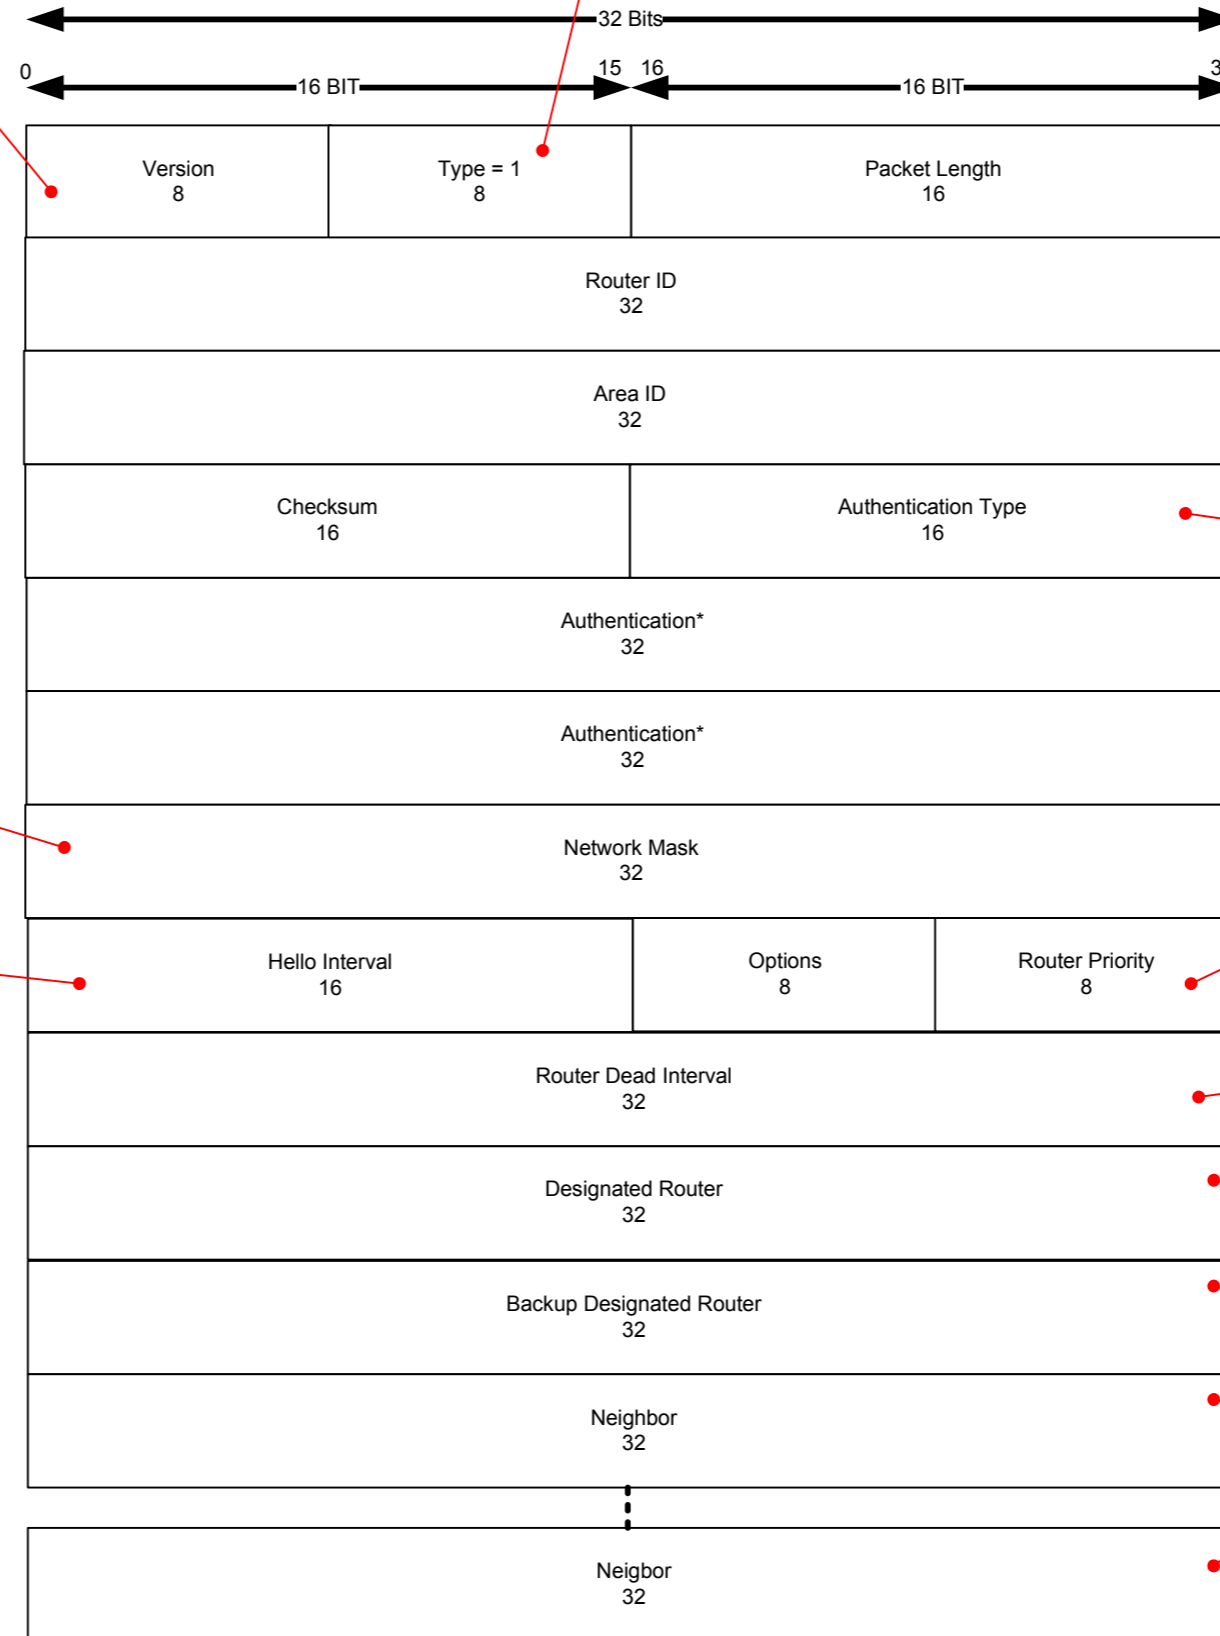 32 Bits
0
15 16
3
16 BIT
16 BIT
Version
8
Type = 1
8
Packet Length
16
Router ID
32
Area ID
32
Checksum
16
Authentication Type
16
Authentication*
32
Authentication*
32
Network Mask
32
Hello Interval
16
Options
8
Router Priority
8
Router Dead Interval
32
Designated Router
32
Backup Designated Router
32
Neighbor
32
Neigbor
32